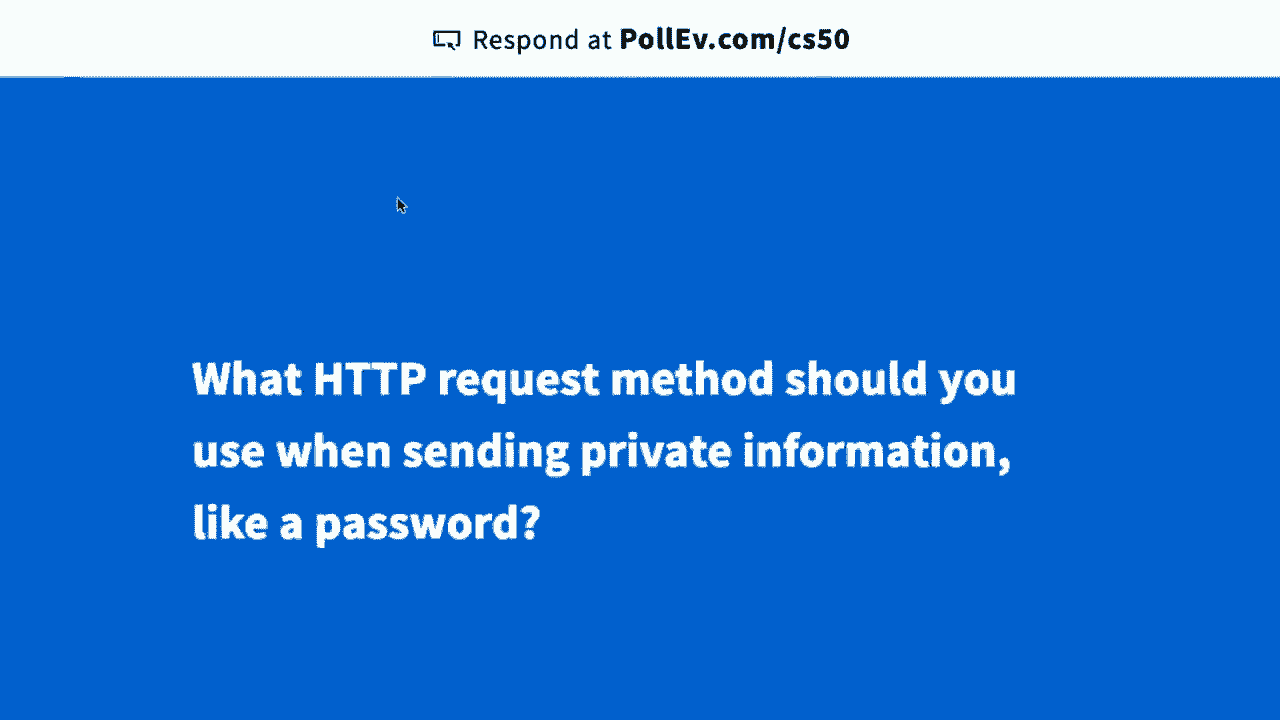 Respond at PollEv.com/cs50
What HTTP request method should you
use when sending private information,
like a password?